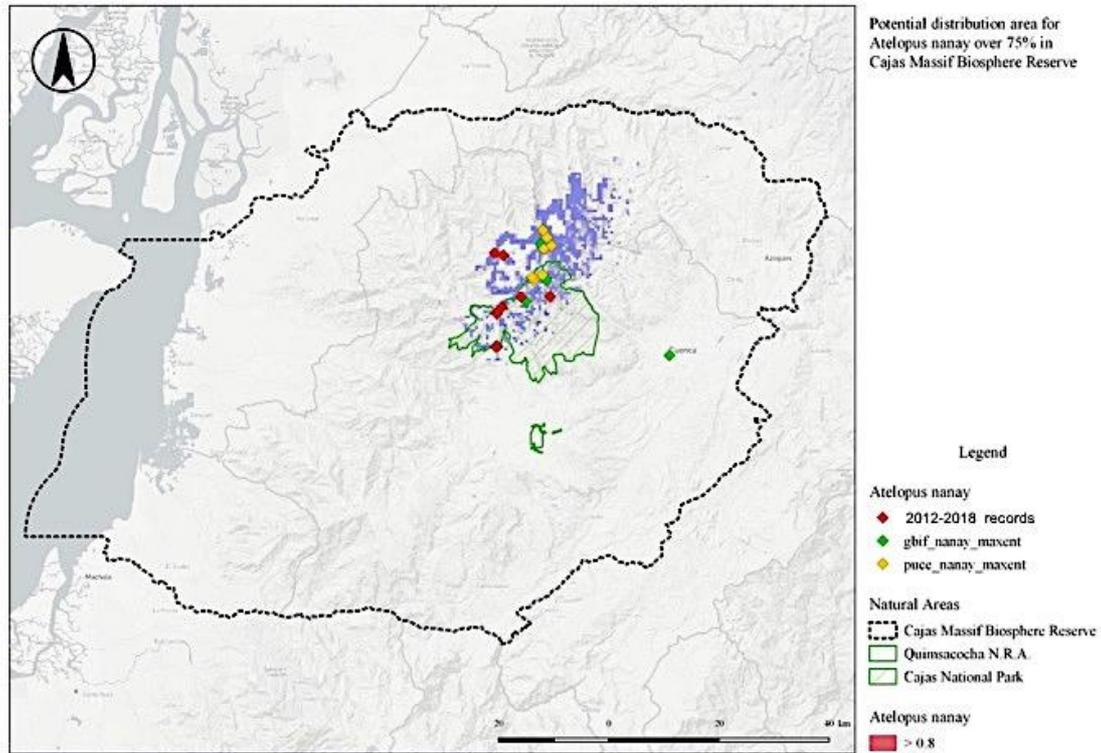 Potential distribution area for
Atelopus nanay over 75% in
Cajas Massif Biosphere Reserve
Azogues
Cuenca
Machala
Legend
Atelopus nanay
2012-2018 records
gbif_nanay_maxent
puce_nanay_maxent
Natural Areas
Cajas Massif Biosphere Reserve
Quimsacocha N.R.A.
Cajas National Park
Atelopus nanay
> 0.8
20 0 20 40 km